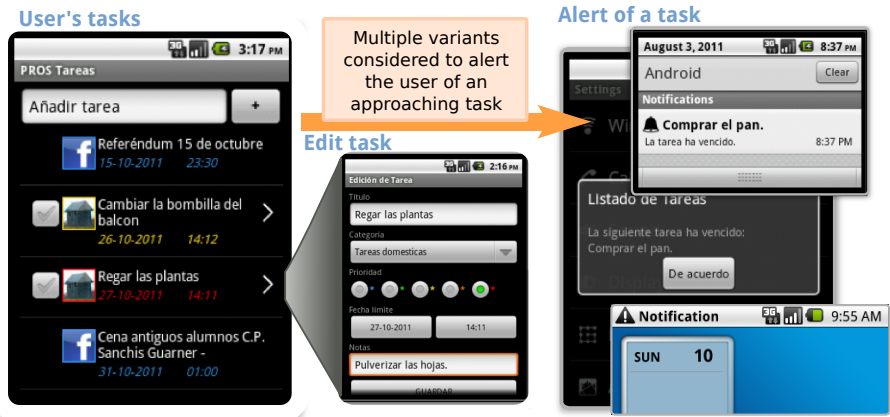 User's tasks
3G
3:17 PM
PROS Tareas
Añadir tarea
+
Referéndum 15 de octubre
15-10-2011 23:30
Cambiar la bombilla del
balcon
26-10-2011 14:12
Regar las plantas
27-10-2011 14:11
Cena antiguos alumnos C.P.
Sanchis Guarner -
31-10-2011 01:00
Multiple variants
considered to alert
the user of an
approaching task
Edit task
3G
2:16 PM
Edición de Tarea
Título
Regar las plantas
Categoría
Tareas domesticas
Prioridad
Fecha límite
27-10-2011
14:11
Notas
Pulverizar las hojas.
GUARDAR
Alert of a task
August 3, 2011
3G
8:37 PM
Android
Clear
Notifications
Comprar el pan.
La tarea ha vencido.
8:37 PM
Settings
Listado de Tareas
La siguiente tarea ha vencido:
Comprar el pan.
De acuerdo
Notification
3G
9:55 AM
SUN 10